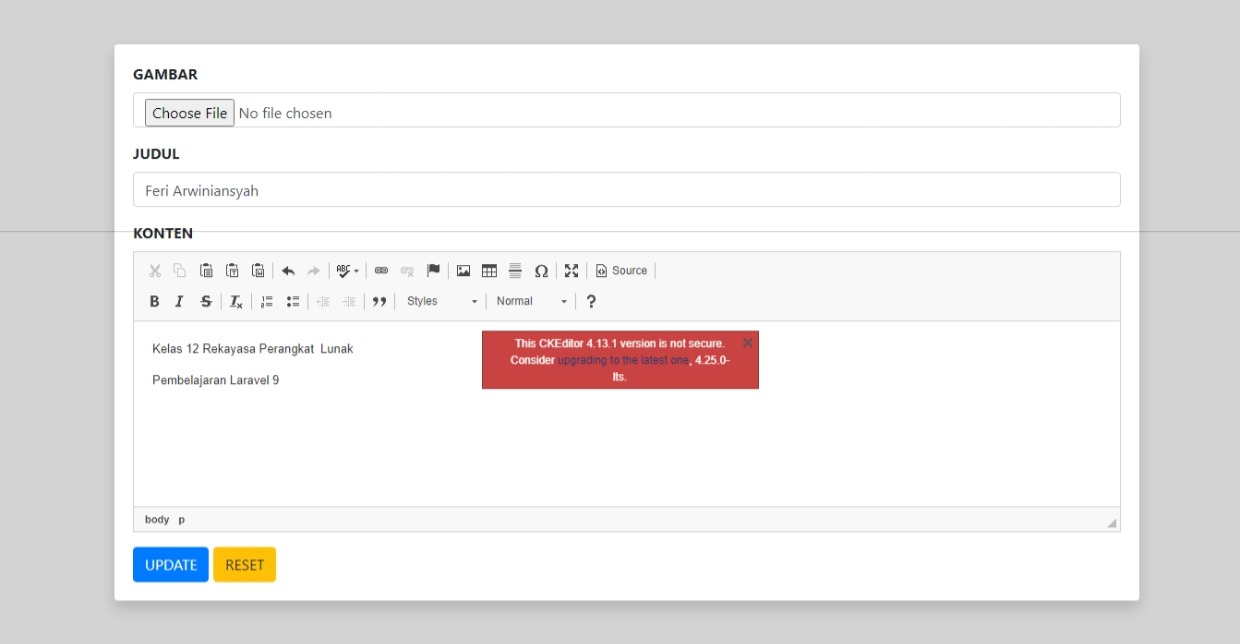 GAMBAR
Choose File No file chosen
JUDUL
Feri Arwiniansyah
KONTEN
ABC Ω Source
B I S Ix Styles Normal ?
Kelas 12 Rekayasa Perangkat Lunak
Pembelajaran Laravel 9
This CKEditor 4.13.1 version is not secure.
Consider upgrading to the latest one, 4.25.0-
lts.
body p
UPDATE RESET